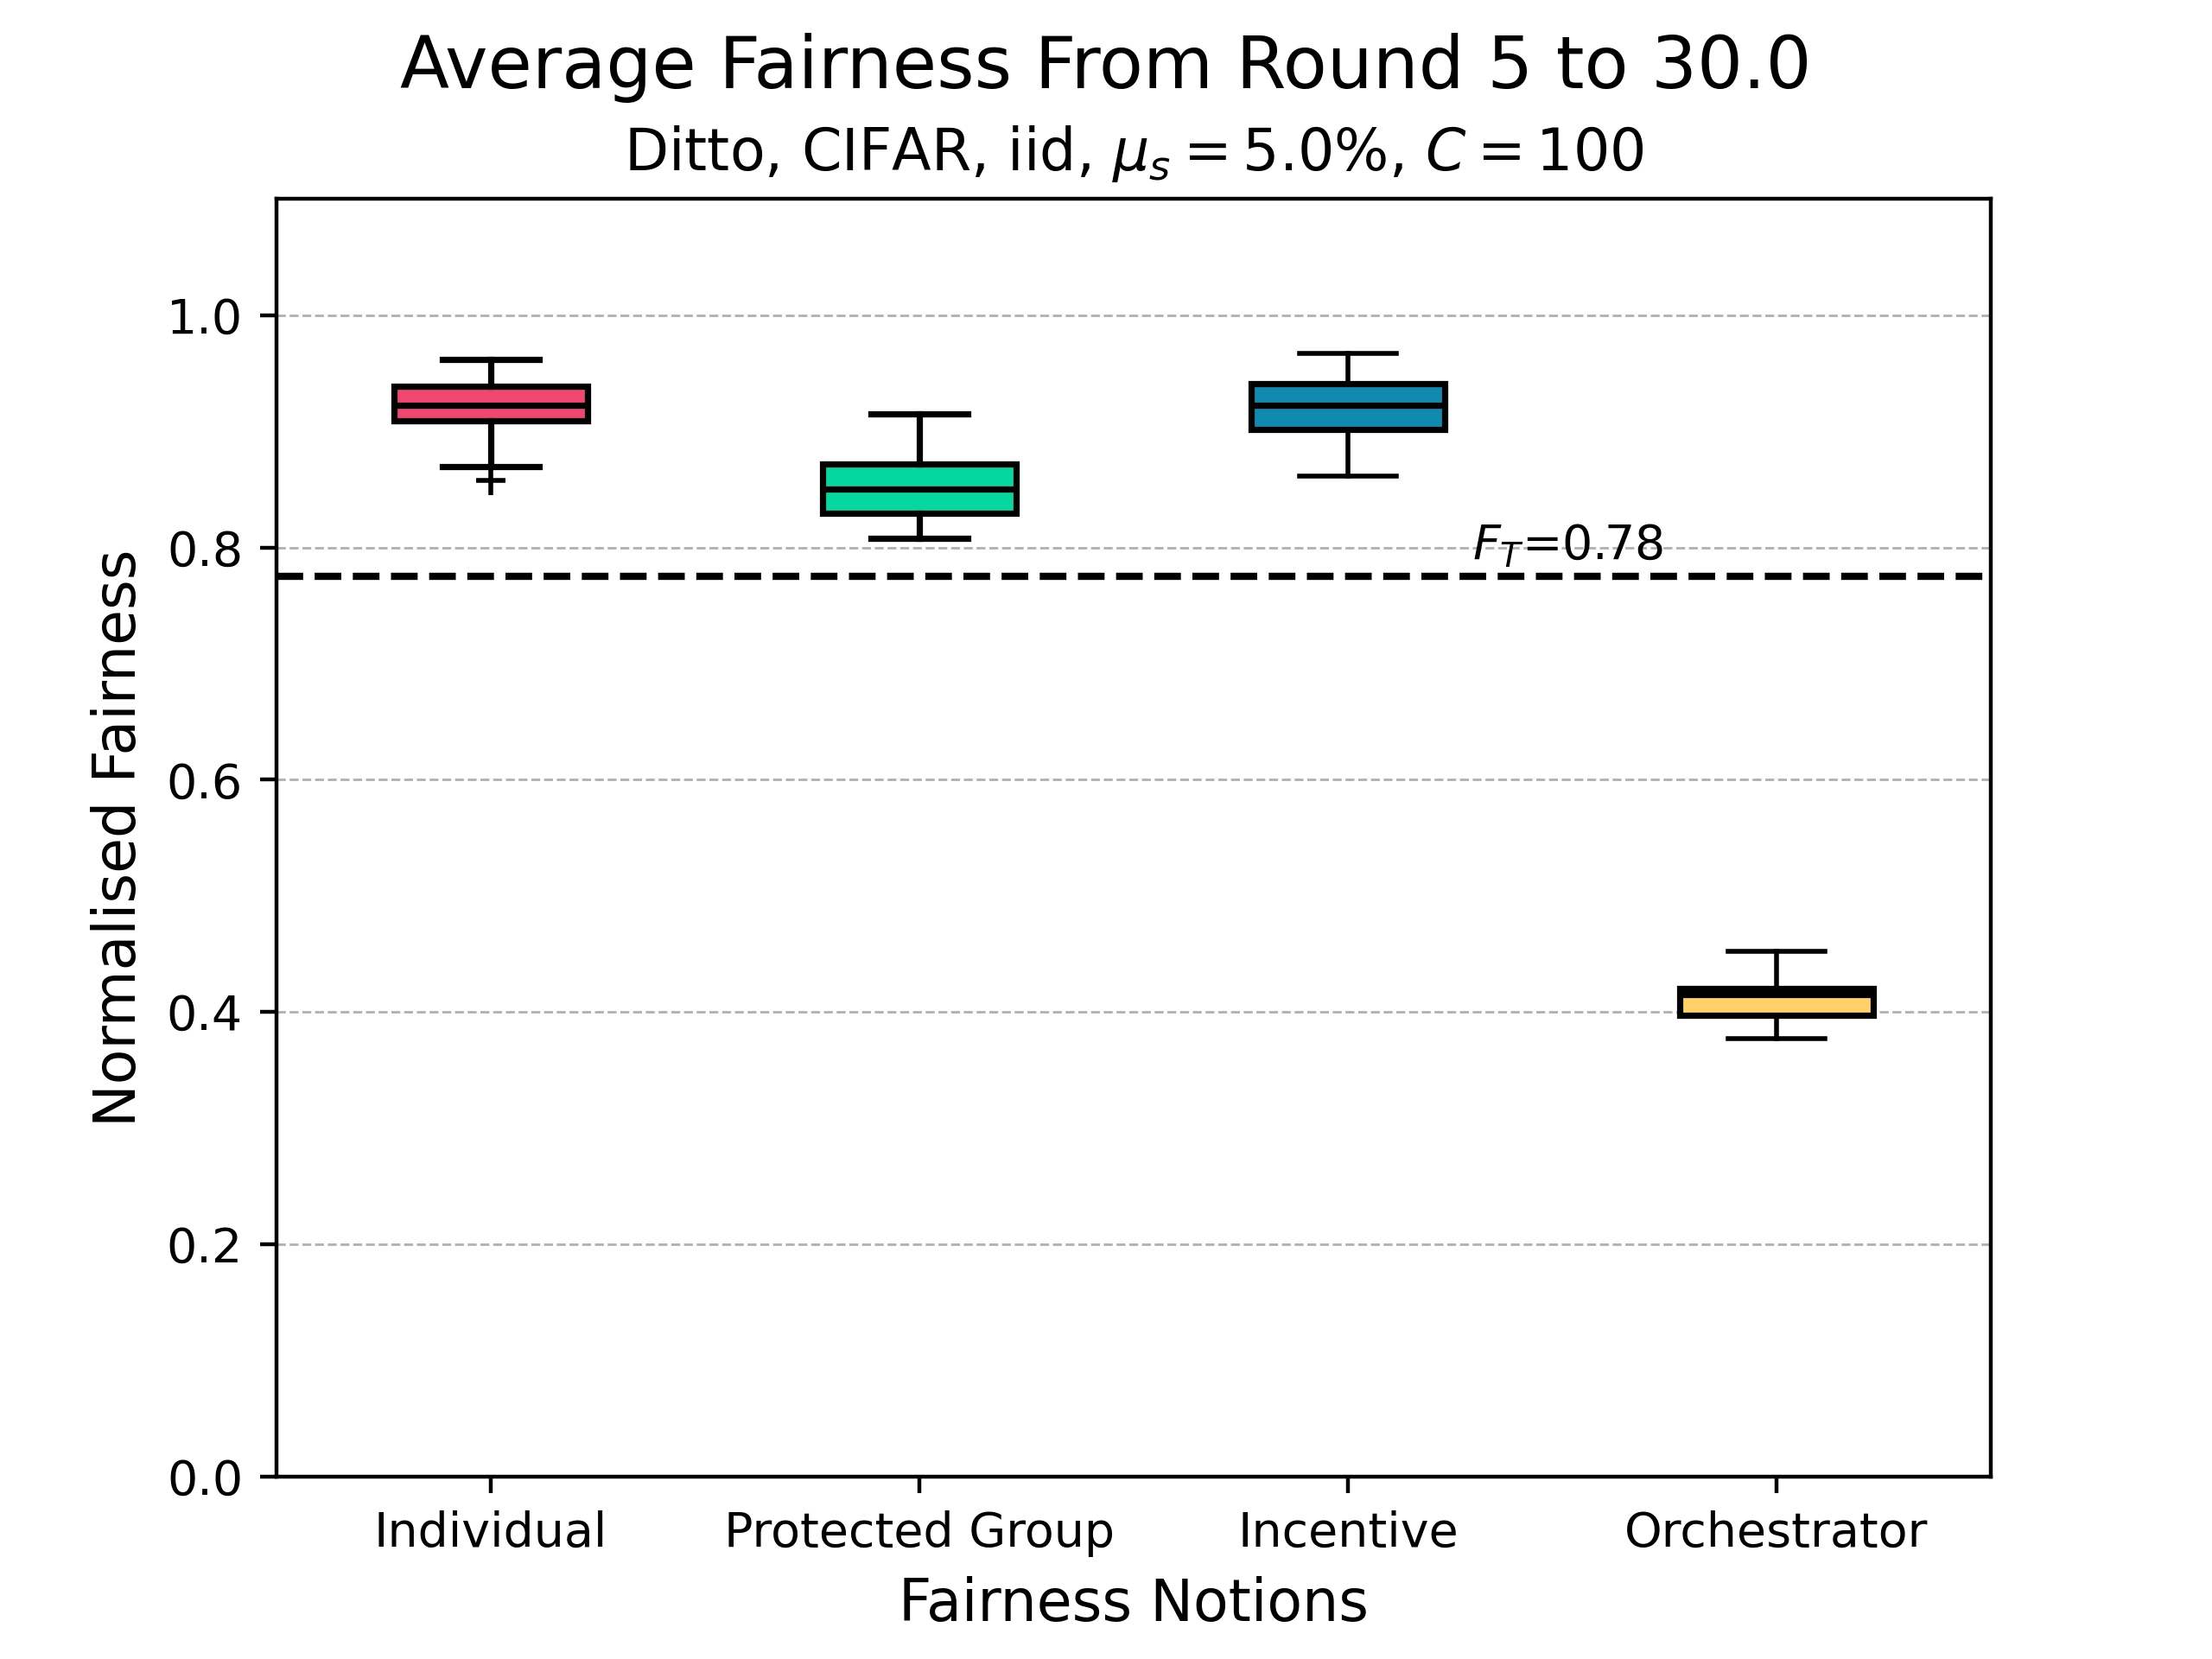 Average Fairness From Round 5 to 30.0
Ditto, CIFAR, iid, μₛ = 5.0%, C = 100
1.0
0.8
0.6
0.4
0.2
0.0
F_T=0.78
Normalised Fairness
Individual Protected Group Incentive Orchestrator
Fairness Notions